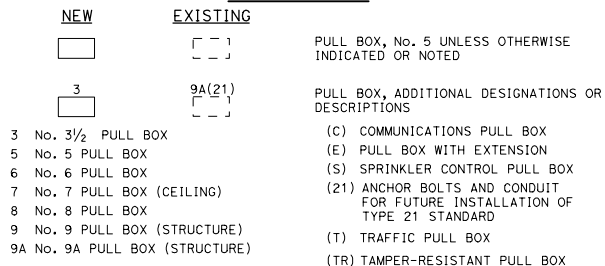 NEW EXISTING
PULL BOX, No. 5 UNLESS OTHERWISE
INDICATED OR NOTED
3 9A(21)
PULL BOX, ADDITIONAL DESIGNATIONS OR
DESCRIPTIONS
3 No. 3½ PULL BOX
5 No. 5 PULL BOX
6 No. 6 PULL BOX
7 No. 7 PULL BOX (CEILING)
8 No. 8 PULL BOX
9 No. 9 PULL BOX (STRUCTURE)
9A No. 9A PULL BOX (STRUCTURE)
(C) COMMUNICATIONS PULL BOX
(E) PULL BOX WITH EXTENSION
(S) SPRINKLER CONTROL PULL BOX
(21) ANCHOR BOLTS AND CONDUIT
FOR FUTURE INSTALLATION OF
TYPE 21 STANDARD
(T) TRAFFIC PULL BOX
(TR) TAMPER-RESISTANT PULL BOX